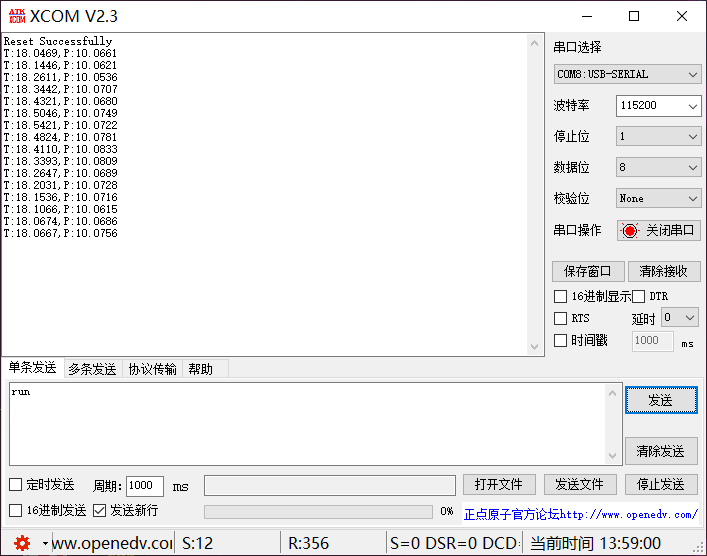 ATK XCOM XCOM V2.3
Reset Successfully
T:18.0469,P:10.0661
T:18.1446,P:10.0621
T:18.2611,P:10.0536
T:18.3442,P:10.0707
T:18.4321,P:10.0680
T:18.5046,P:10.0749
T:18.5421,P:10.0722
T:18.4824,P:10.0781
T:18.4110,P:10.0833
T:18.3393,P:10.0809
T:18.2647,P:10.0689
T:18.2031,P:10.0728
T:18.1536,P:10.0716
T:18.1066,P:10.0615
T:18.0674,P:10.0686
T:18.0667,P:10.0756
串口选择
COM8:USB-SERIAL
波特率 115200
停止位 1
数据位 8
校验位 None
串口操作 关闭串口
保存窗口 清除接收
16进制显示 DTR
RTS 延时 0
时间戳 1000 ms
单条发送 多条发送 协议传输 帮助
run
发送
清除发送
定时发送 周期: 1000 ms 打开文件 发送文件 停止发送
16进制发送 发送新行 0% 正点原子官方论坛http://www.openedv.com/
ww.openedv.coi S:12 R:356 S=0 DSR=0 DCD: 当前时间 13:59:00